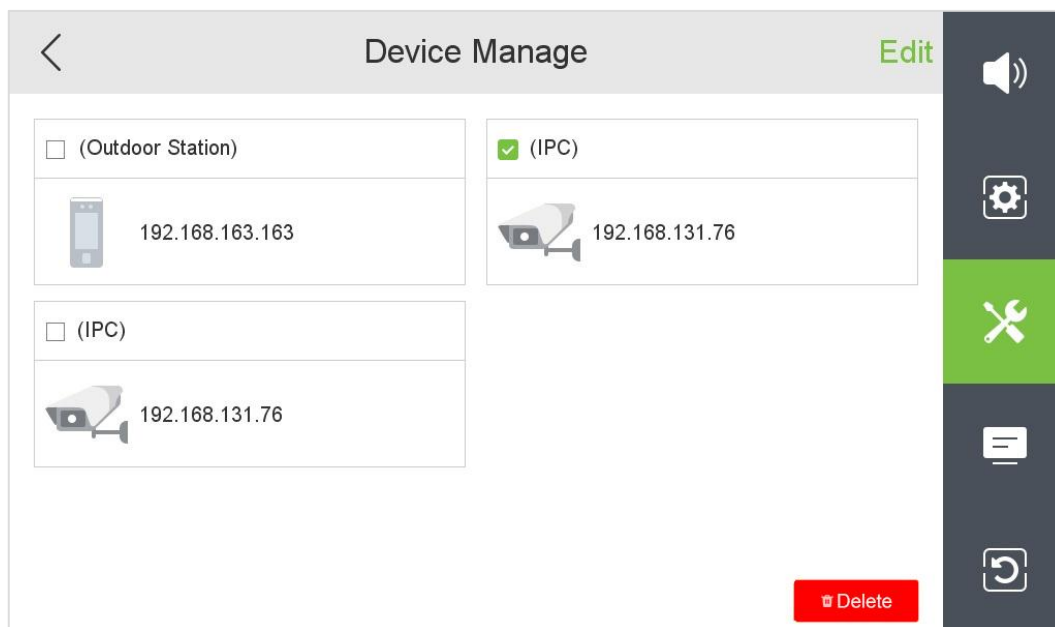 Device Manage
Edit
(Outdoor Station)
(IPC)
192.168.163.163
192.168.131.76
(IPC)
192.168.131.76
Delete